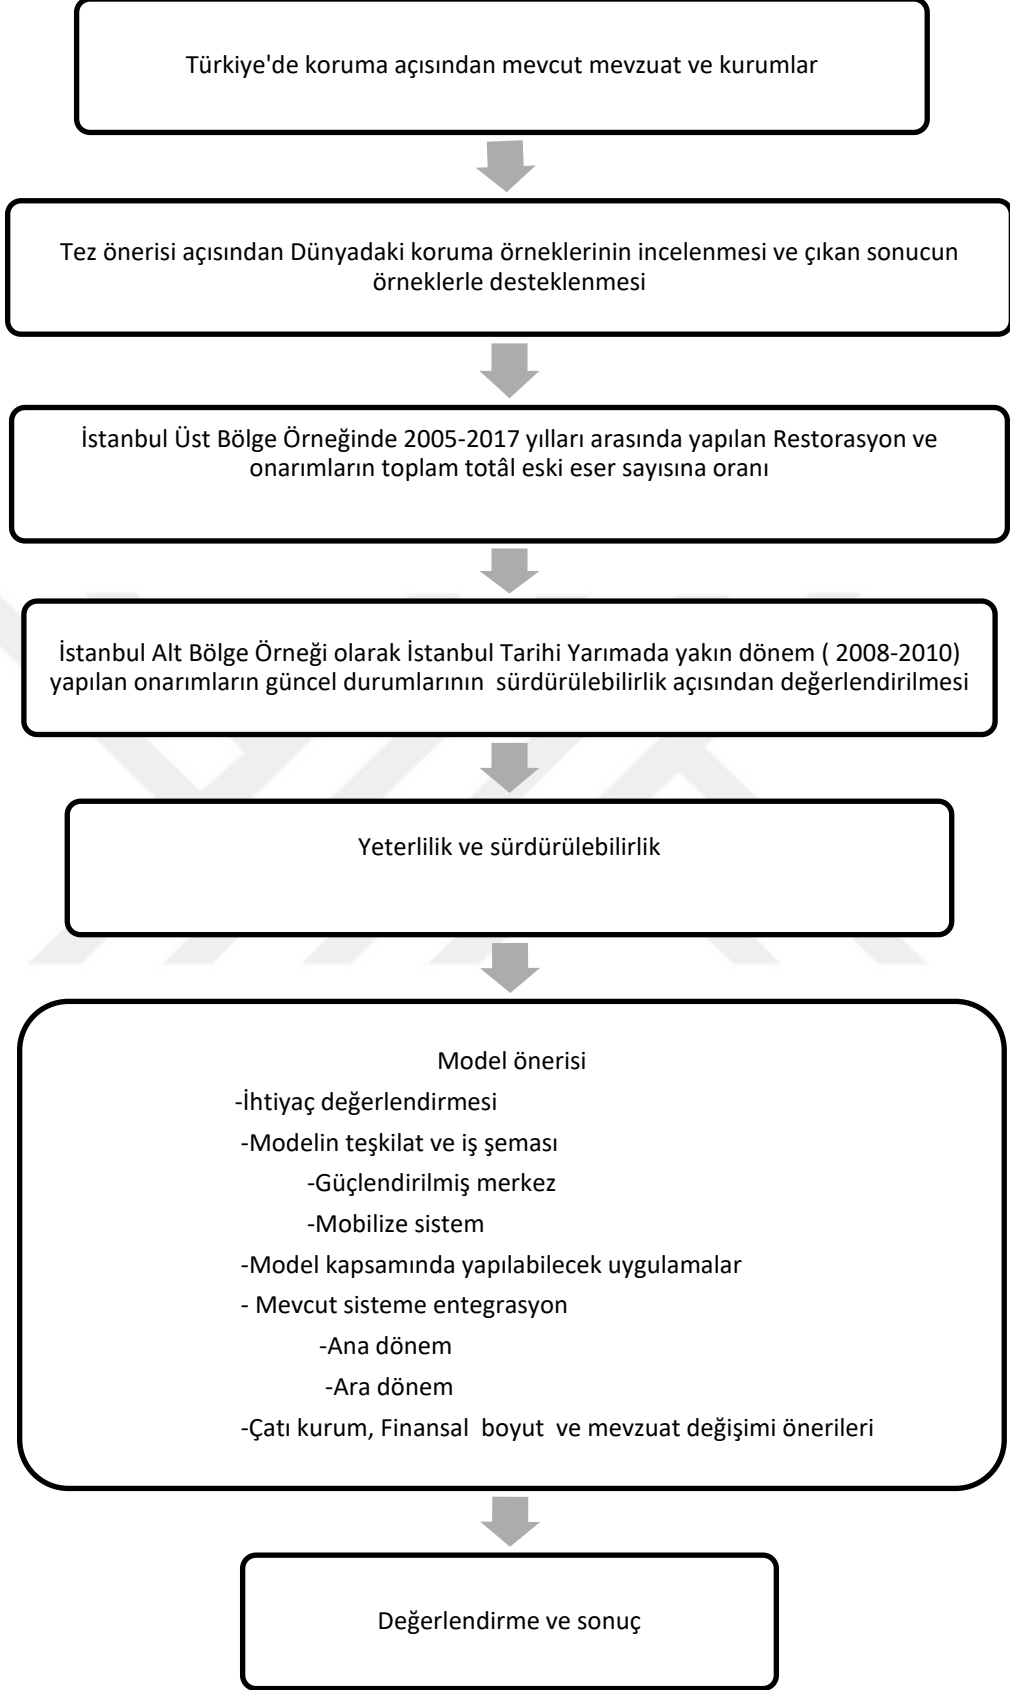 Türkiye'de koruma açısından mevcut mevzuat ve kurumlar
Tez önerisi açısından Dünyadaki koruma örneklerinin incelenmesi ve çıkan sonucun
örneklerle desteklenmesi
İstanbul Üst Bölge Örneğinde 2005-2017 yılları arasında yapılan Restorasyon ve
onarımların toplam totâl eski eser sayısına oranı
İstanbul Alt Bölge Örneği olarak İstanbul Tarihi Yarımada yakın dönem ( 2008-2010)
yapılan onarımların güncel durumlarının sürdürülebilirlik açısından değerlendirilmesi
Yeterlilik ve sürdürülebilirlik
Model önerisi
-İhtiyaç değerlendirmesi
-Modelin teşkilat ve iş şeması
-Güçlendirilmiş merkez
-Mobilize sistem
-Model kapsamında yapılabilecek uygulamalar
- Mevcut sisteme entegrasyon
-Ana dönem
-Ara dönem
-Çatı kurum, Finansal boyut ve mevzuat değişimi önerileri
Değerlendirme ve sonuç